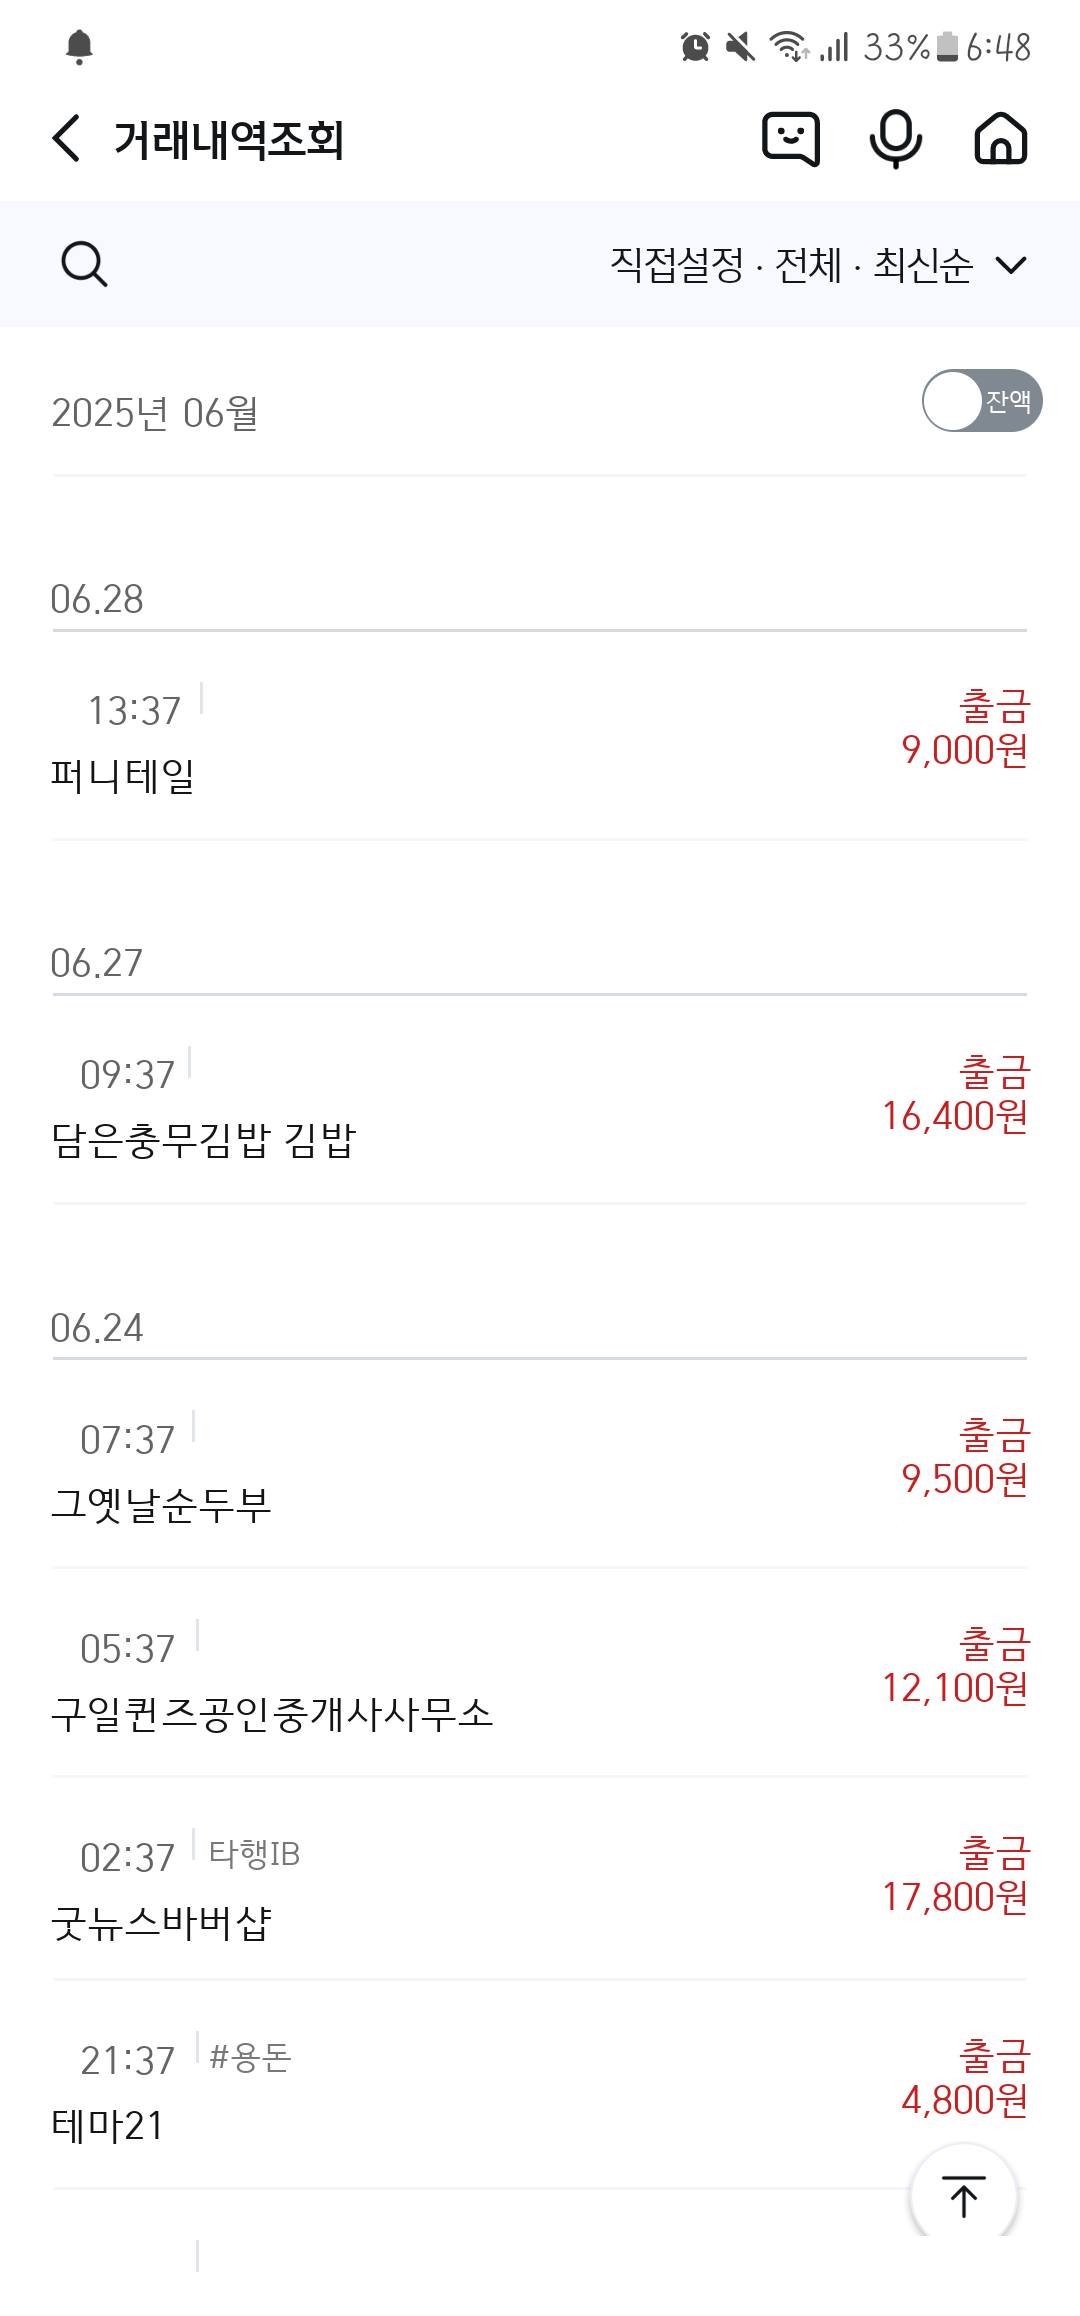 33% 6:48
거래내역조회
직접설정 · 전체 · 최신순
2025년 06월
잔액
06.28
13:37
출금
9,000원
퍼니테일
06.27
09:37
출금
16,400원
담은충무김밥 김밥
06.24
07:37
출금
9,500원
그옛날순두부
05:37
출금
12,100원
구일퀸즈공인중개사사무소
02:37 타행IB
출금
17,800원
굿뉴스바버샵
21:37 #용돈
출금
4,800원
테마21